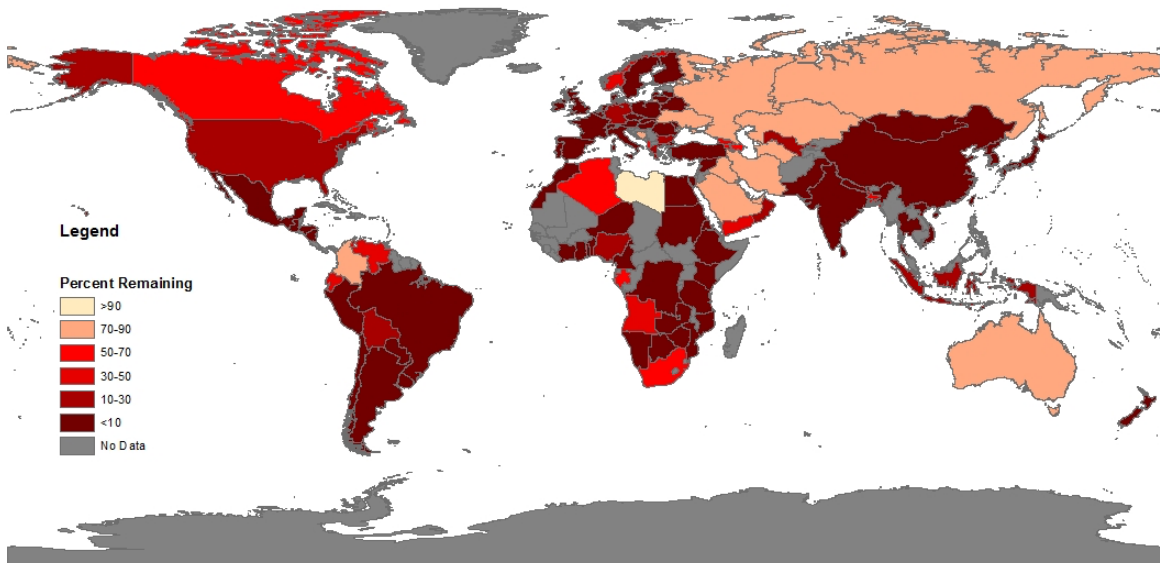 Legend
Percent Remaining
>90
70-90
50-70
30-50
10-30
<10
No Data